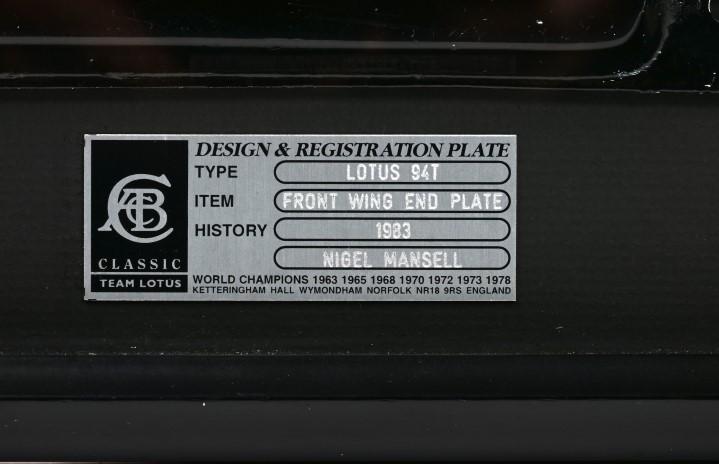 DESIGN & REGISTRATION PLATE
TYPE LOTUS 94T
ITEM FRONT WING END PLATE
HISTORY 1983
NIGEL MANSELL
ACBC
CLASSIC
TEAM LOTUS
WORLD CHAMPIONS 1963 1965 1968 1970 1972 1973 1978
KETTERINGHAM HALL WYMONDHAM NORFOLK NR18 9RS ENGLAND